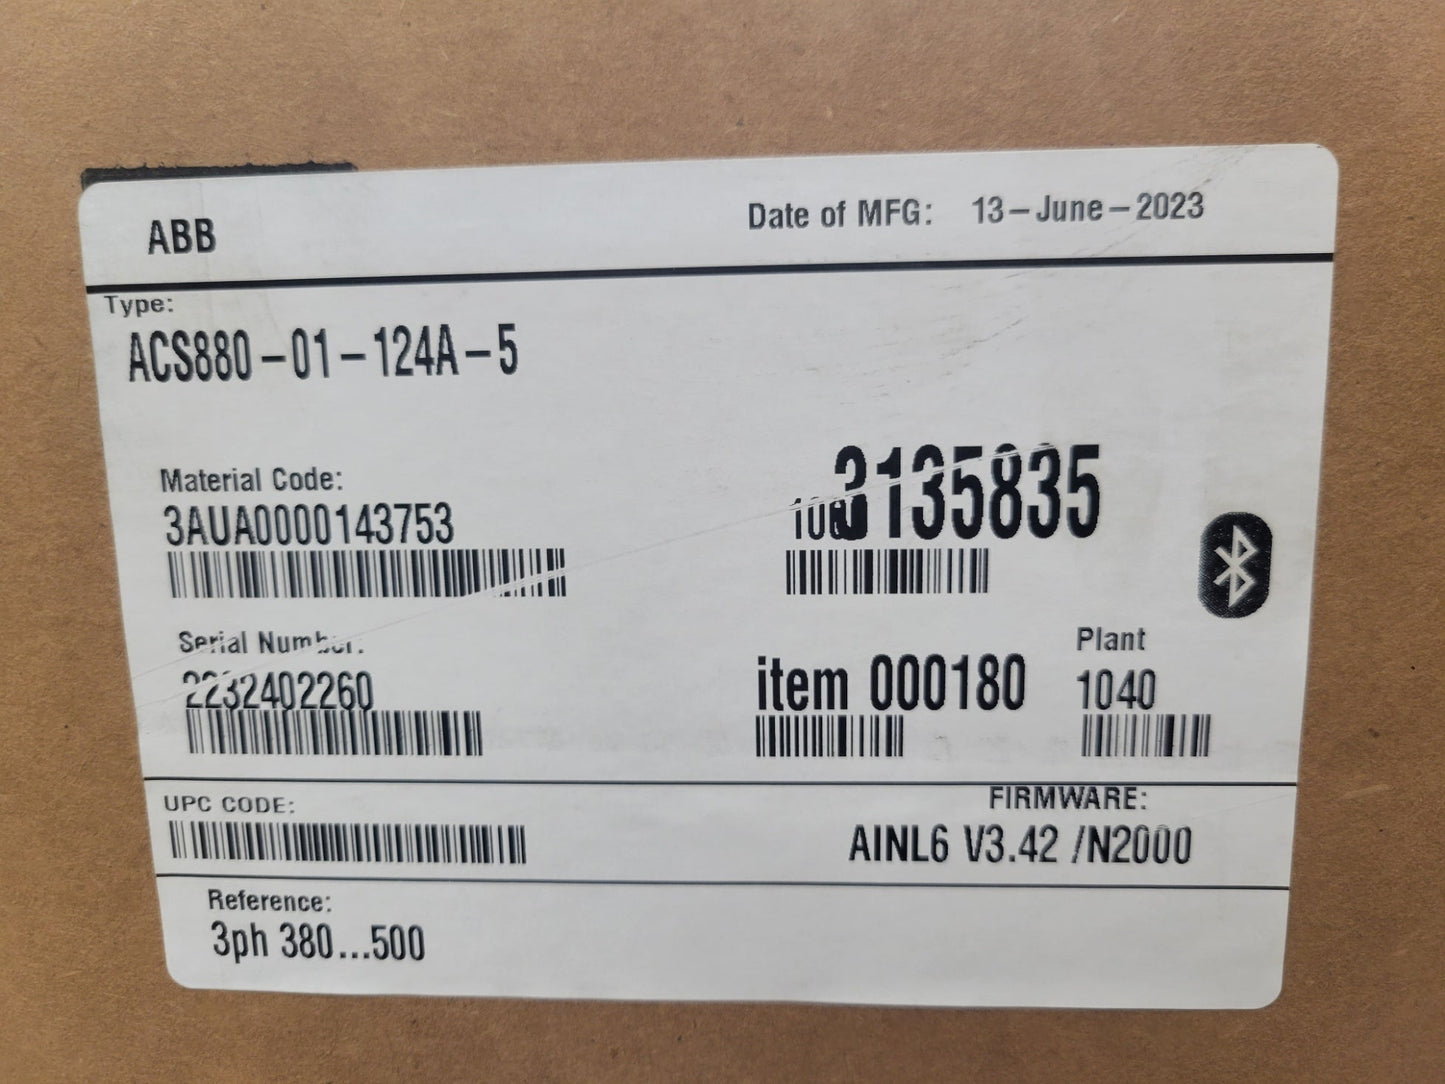 ABB
Date of MFG: 13-June-2023
Type:
ACS880-01-124A-5
Material Code:
3AUA0000143753
3135835
Serial Number:
2232402260
item 000180
Plant
1040
UPC CODE:
FIRMWARE:
AINL6 V3.42 /N2000
Reference:
3ph 380...500